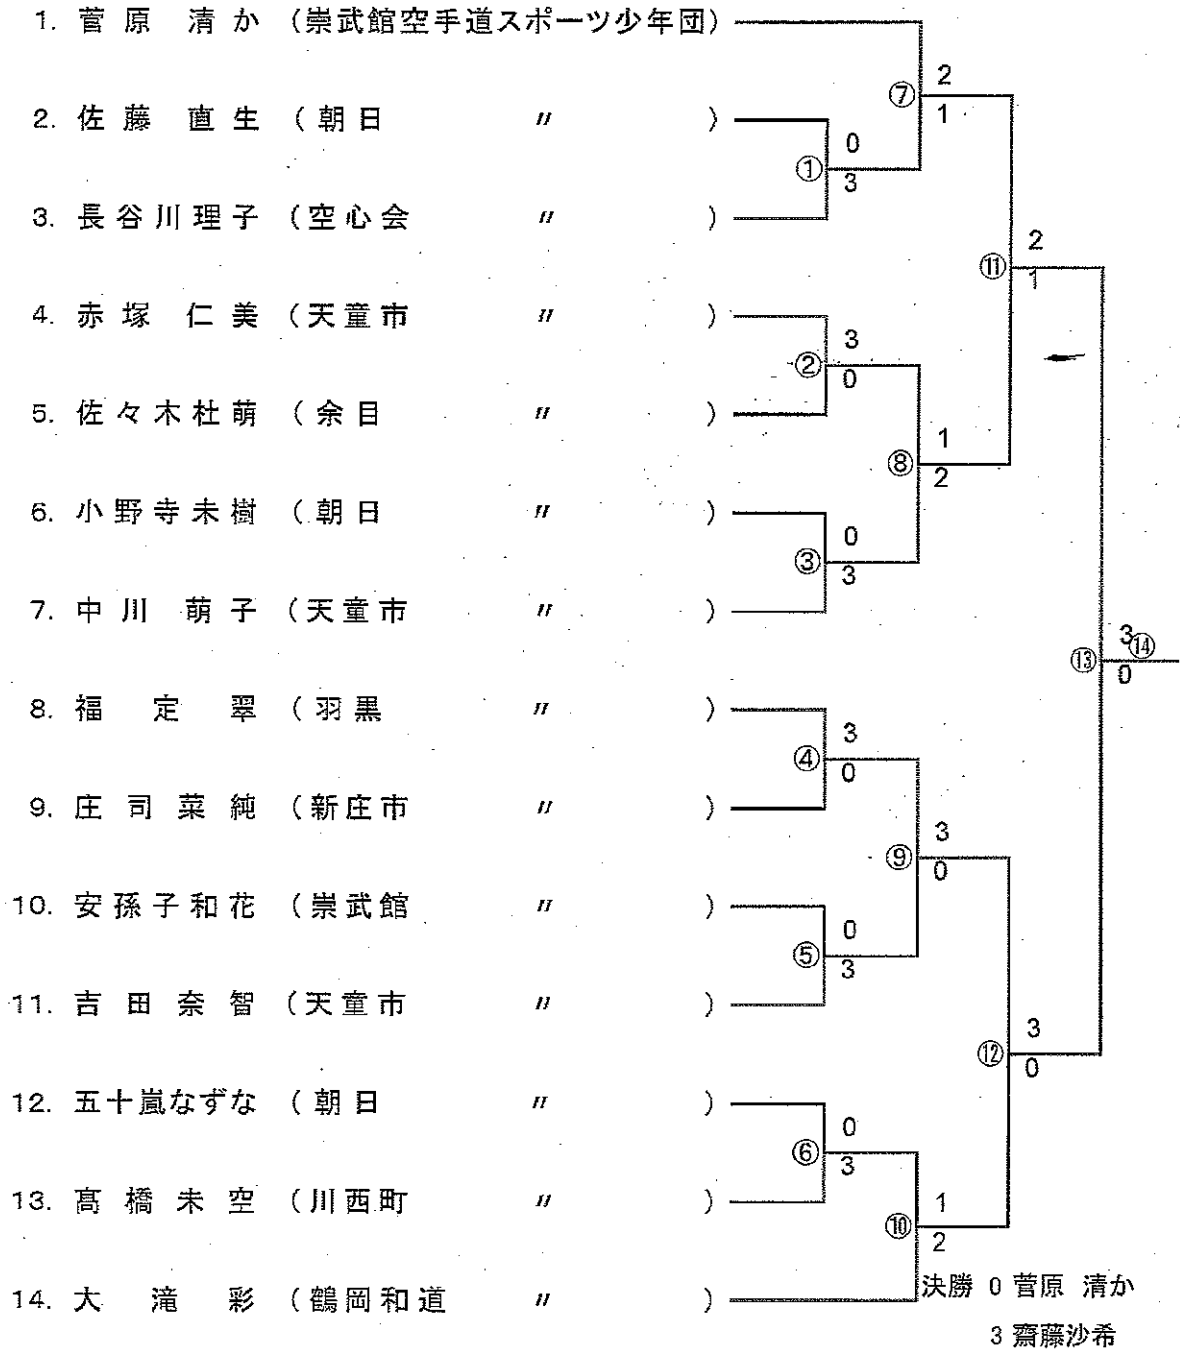 1. 菅原 清か (崇武館空手道スポーツ少年団)
2
⑦
1
2. 佐藤 直生 (朝日 〃 )
0
①
3
3. 長谷川理子 (空心会 〃 )
2
⑪
1
4. 赤塚 仁美 (天童市 〃 )
3
②
0
5. 佐々木杜萌 (余目 〃 )
1
⑧
2
6. 小野寺未樹 (朝日 〃 )
0
③
3
7. 中川 萌子 (天童市 〃 )
3⑭
⑬
0
8. 福定 翠 (羽黒 〃 )
3
④
0
9. 庄司菜純 (新庄市 〃 )
3
⑨
0
10. 安孫子和花 (崇武館 〃 )
0
⑤
3
11. 吉田奈智 (天童市 〃 )
3
⑫
0
12. 五十嵐なずな (朝日 〃 )
0
⑥
3
13. 髙橋未空 (川西町 〃 )
1
⑩
2
14. 大滝 彩 (鶴岡和道 〃 )
決勝 0 菅原 清か
3 齋藤沙希